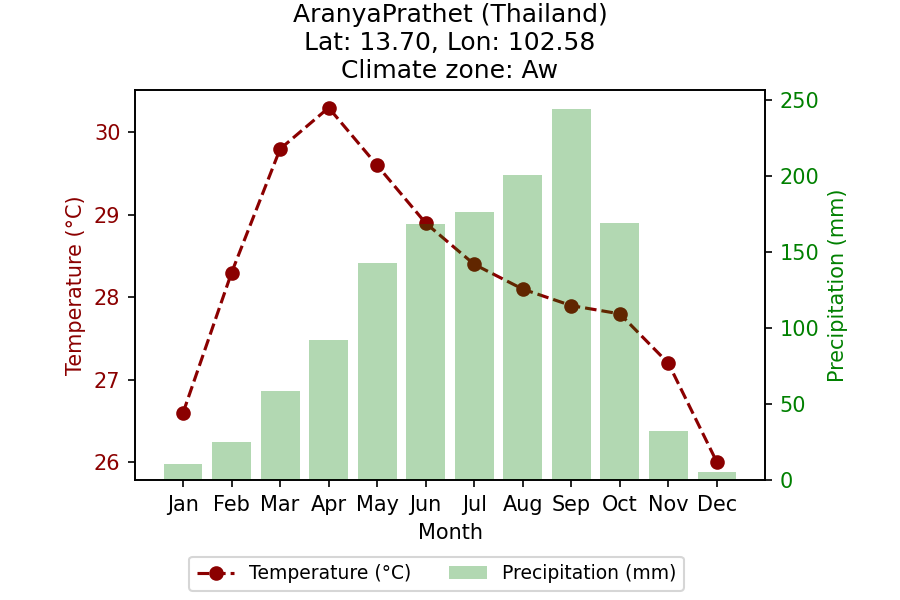 AranyaPrathet (Thailand)
Lat: 13.70, Lon: 102.58
Climate zone: Aw
Temperature (°C)
30
29
28
27
26
250
200
150
100
50
0
Precipitation (mm)
Jan Feb Mar Apr May Jun Jul Aug Sep Oct Nov Dec
Month
Temperature (°C) Precipitation (mm)